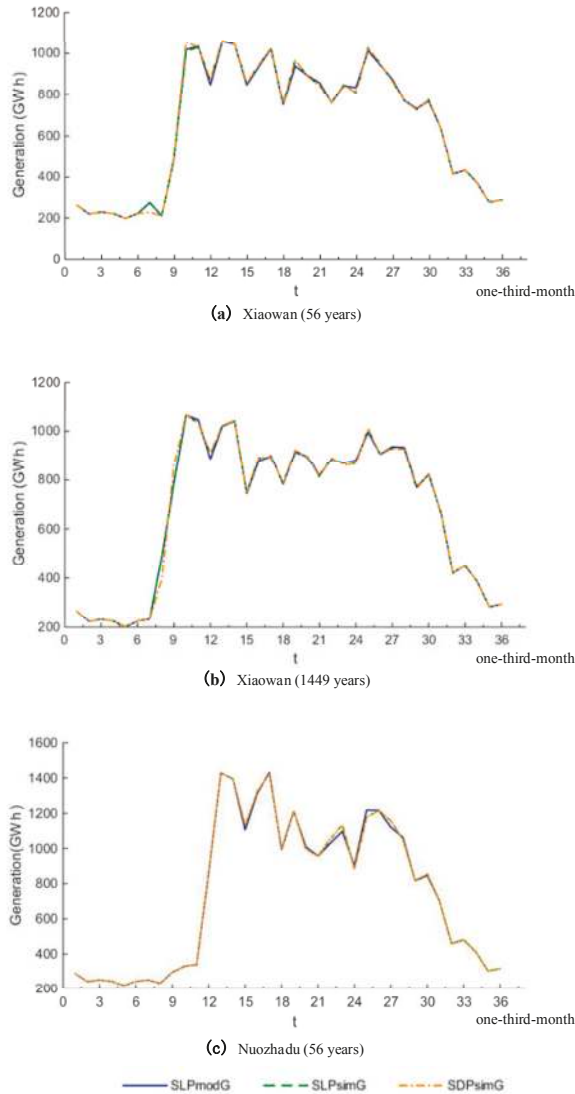 1200
1000
800
600
400
200
0
Generation (GWh)
0 3 6 9 12 15 18 21 24 27 30 33 36
t one-third-month
(a) Xiaowan (56 years)
1200
1000
800
600
400
200
Generation (GWh)
0 3 6 9 12 15 18 21 24 27 30 33 36
t one-third-month
(b) Xiaowan (1449 years)
1600
1400
1200
1000
800
600
400
200
Generation(GWh)
0 3 6 9 12 15 18 21 24 27 30 33 36
t one-third-month
(c) Nuozhadu (56 years)
SLPmodG SLPsimG SDPsimG